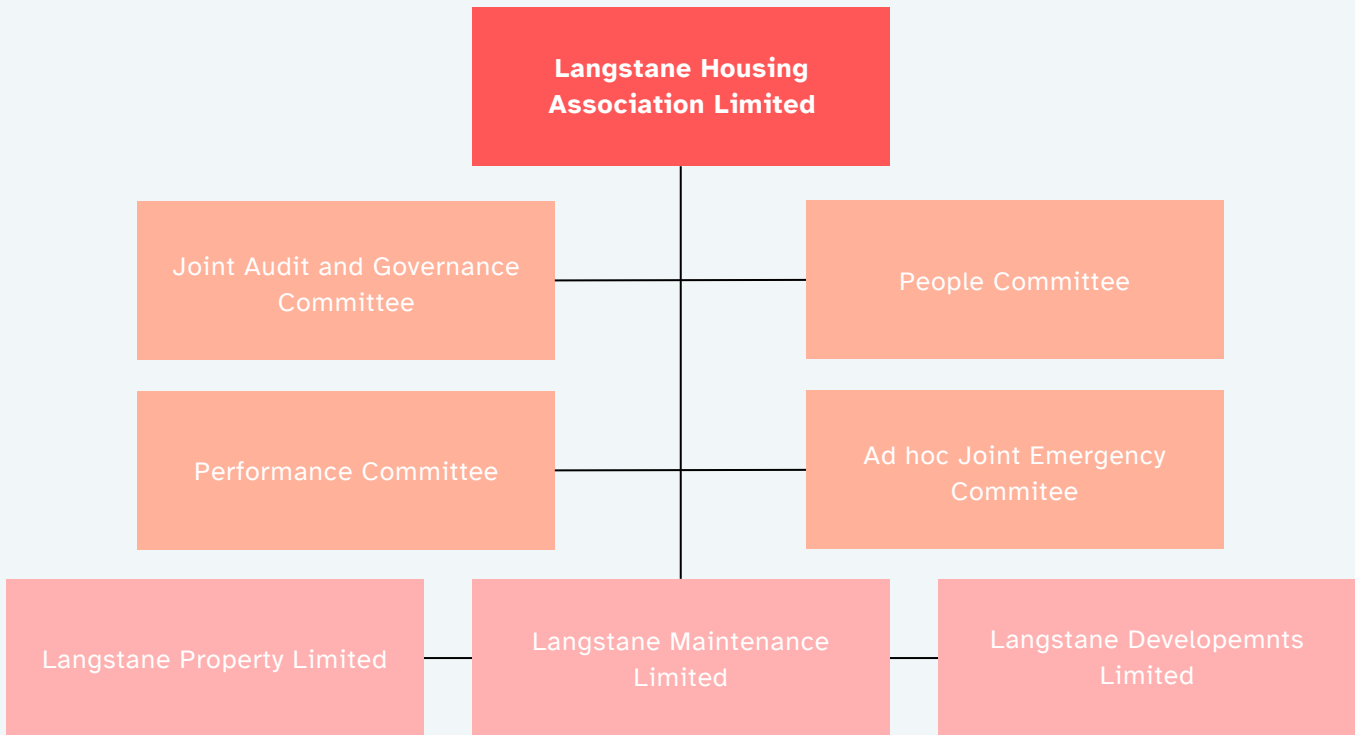 Langstane Housing
Association Limited
Joint Audit and Governance
Committee
People Committee
Performance Committee
Ad hoc Joint Emergency
Commitee
Langstane Property Limited
Langstane Maintenance
Limited
Langstane Developemnts
Limited